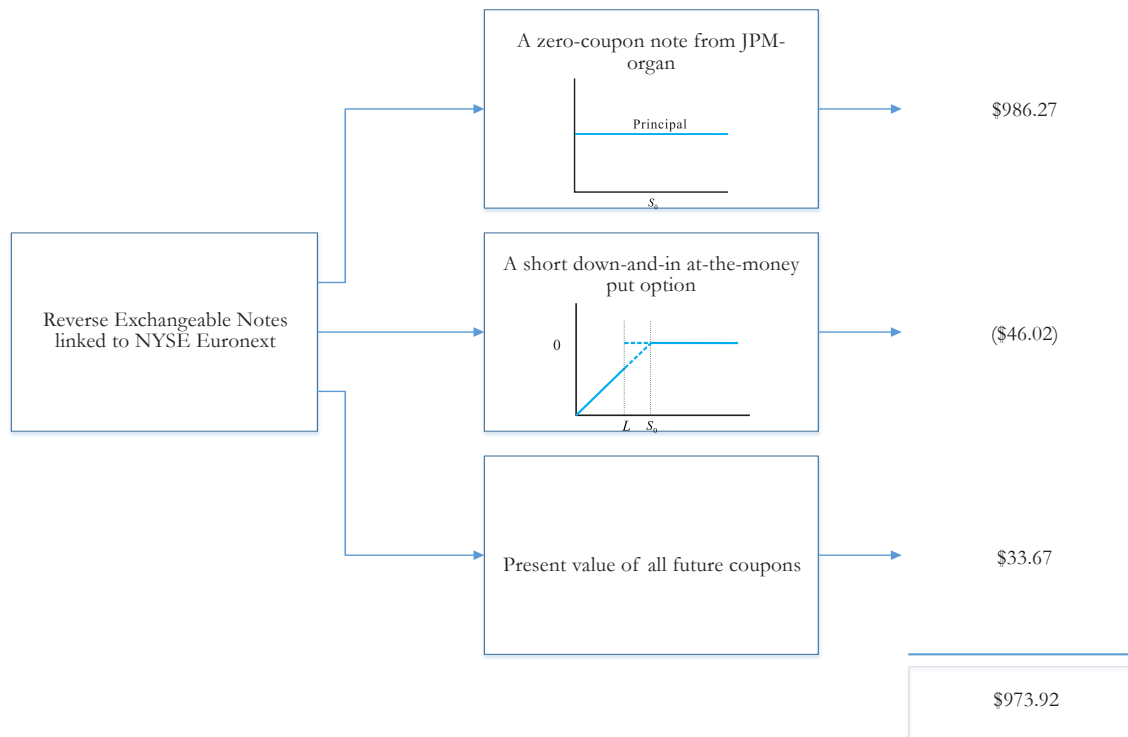 A zero-coupon note from JPM-
organ
Principal
S₀
$986.27
Reverse Exchangeable Notes
linked to NYSE Euronext
A short down-and-in at-the-money
put option
0
L S₀
($46.02)
Present value of all future coupons
$33.67
$973.92